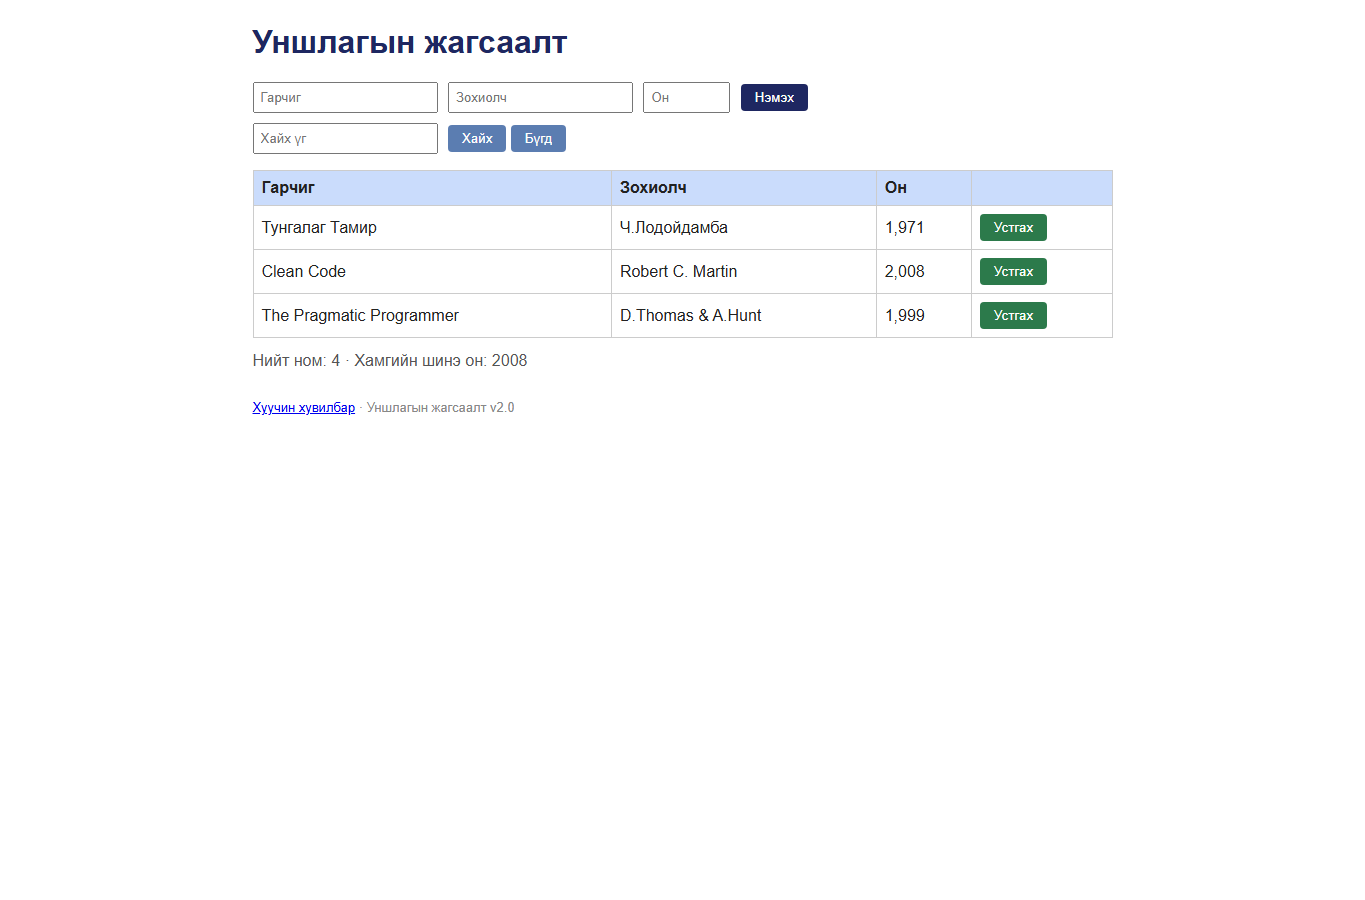 Уншлагын жагсаалт
Гарчиг Зохиолч Он Нэмэх
Хайх үг Хайх Бүгд
Гарчиг Зохиолч Он
Тунгалаг Тамир Ч.Лодойдамба 1,971 Устгах
Clean Code Robert C. Martin 2,008 Устгах
The Pragmatic Programmer D.Thomas & A.Hunt 1,999 Устгах
Нийт ном: 4 · Хамгийн шинэ он: 2008
Хуучин хувилбар · Уншлагын жагсаалт v2.0